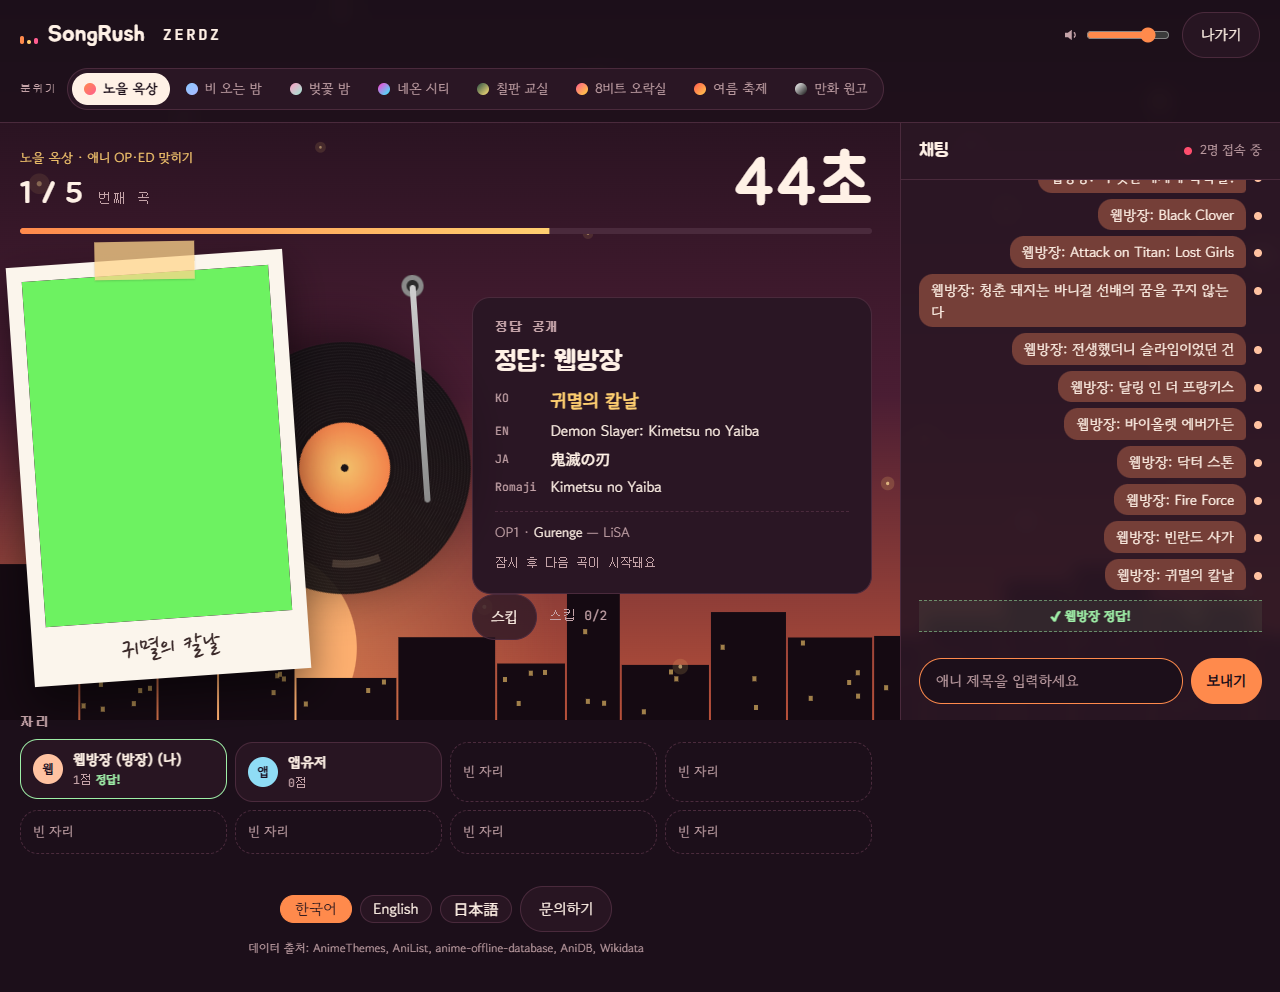 SongRush ZERDZ
나가기
분위기 노을 옥상 비 오는 밤 벚꽃 밤 네온 시티 칠판 교실 8비트 오락실 여름 축제 만화 원고
노을 옥상 · 애니 OP·ED 맞히기
1 / 5 번째 곡
44초
채팅 2명 접속 중
웹방장: Black Clover
웹방장: Attack on Titan: Lost Girls
웹방장: 청춘 돼지는 바니걸 선배의 꿈을 꾸지 않는
다
웹방장: 전생했더니 슬라임이었던 건
웹방장: 달링 인 더 프랑키스
웹방장: 바이올렛 에버가든
웹방장: 닥터 스톤
웹방장: Fire Force
웹방장: 빈란드 사가
웹방장: 귀멸의 칼날
✔ 웹방장 정답!
애니 제목을 입력하세요 보내기
귀멸의 칼날
정답 공개
정답: 웹방장
KO 귀멸의 칼날
EN Demon Slayer: Kimetsu no Yaiba
JA 鬼滅の刃
Romaji Kimetsu no Yaiba
OP1 · Gurenge — LiSA
잠시 후 다음 곡이 시작돼요
스킵 스킵 0/2
자리
웹 웹방장 (방장) (나)
1점 정답!
앱 앱유저
0점
빈 자리
빈 자리
빈 자리
빈 자리
빈 자리
빈 자리
한국어 English 日本語 문의하기
데이터 출처: AnimeThemes, AniList, anime-offline-database, AniDB, Wikidata